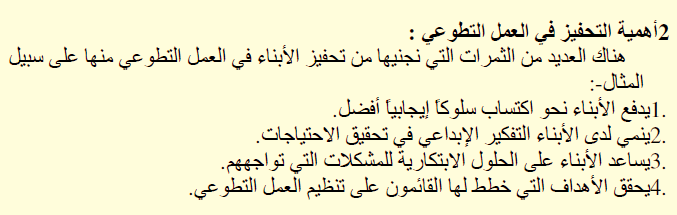 2أهمية التحفيز في العمل التطوعي :
هناك العديد من الثمرات التي نجنيها من تحفيز الأبناء في العمل التطوعي منها على سبيل
المثال:-
1.يدفع الأبناء نحو اكتساب سلوكًا إيجابيًا أفضل.
2.ينمي لدى الأبناء التفكير الإبداعي في تحقيق الاحتياجات.
3.يساعد الأبناء على الحلول الابتكارية للمشكلات التي تواجههم.
4.يحقق الأهداف التي خطط لها القائمون على تنظيم العمل التطوعي.